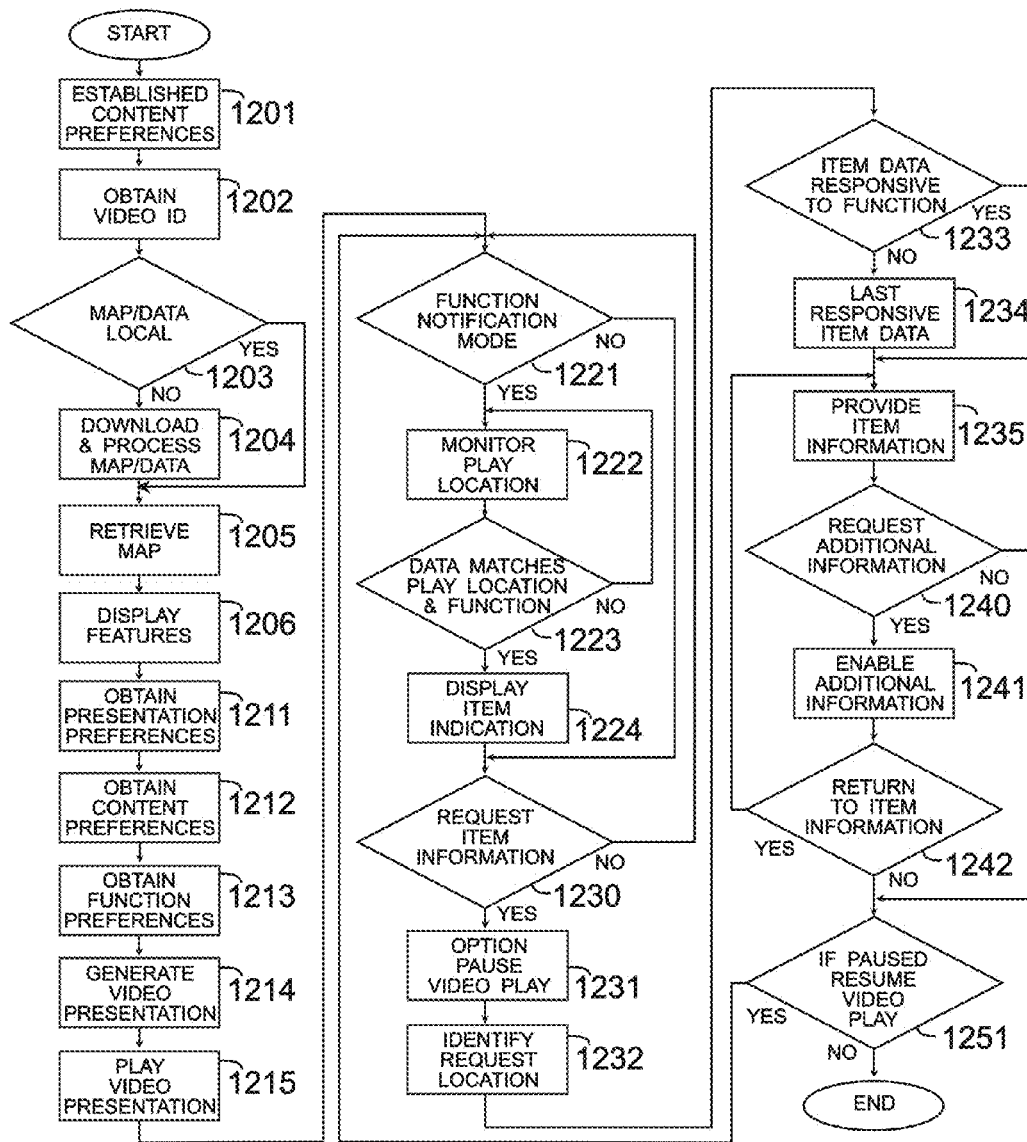 START
ESTABLISHED
CONTENT
PREFERENCES
1201
OBTAIN
VIDEO ID
1202
MAP/DATA
LOCAL
YES
1203
NO
DOWNLOAD
& PROCESS
MAP/DATA
1204
RETRIEVE
MAP
1205
DISPLAY
FEATURES
1206
OBTAIN
PRESENTATION
PREFERENCES
1211
OBTAIN
CONTENT
PREFERENCES
1212
OBTAIN
FUNCTION
PREFERENCES
1213
GENERATE
VIDEO
PRESENTATION
1214
PLAY
VIDEO
PRESENTATION
1215
FUNCTION
NOTIFICATION
MODE
NO
1221
YES
MONITOR
PLAY
LOCATION
1222
DATA MATCHES
PLAY LOCATION
& FUNCTION
NO
1223
YES
DISPLAY
ITEM
INDICATION
1224
REQUEST
ITEM
INFORMATION
NO
1230
YES
OPTION
PAUSE
VIDEO PLAY
1231
IDENTIFY
REQUEST
LOCATION
1232
ITEM DATA
RESPONSIVE
TO FUNCTION
YES
1233
NO
LAST
RESPONSIVE
ITEM DATA
1234
PROVIDE
ITEM
INFORMATION
1235
REQUEST
ADDITIONAL
INFORMATION
NO
1240
YES
ENABLE
ADDITIONAL
INFORMATION
1241
RETURN
TO ITEM
INFORMATION
YES
1242
NO
IF PAUSED
RESUME
VIDEO
PLAY
YES
1251
NO
END